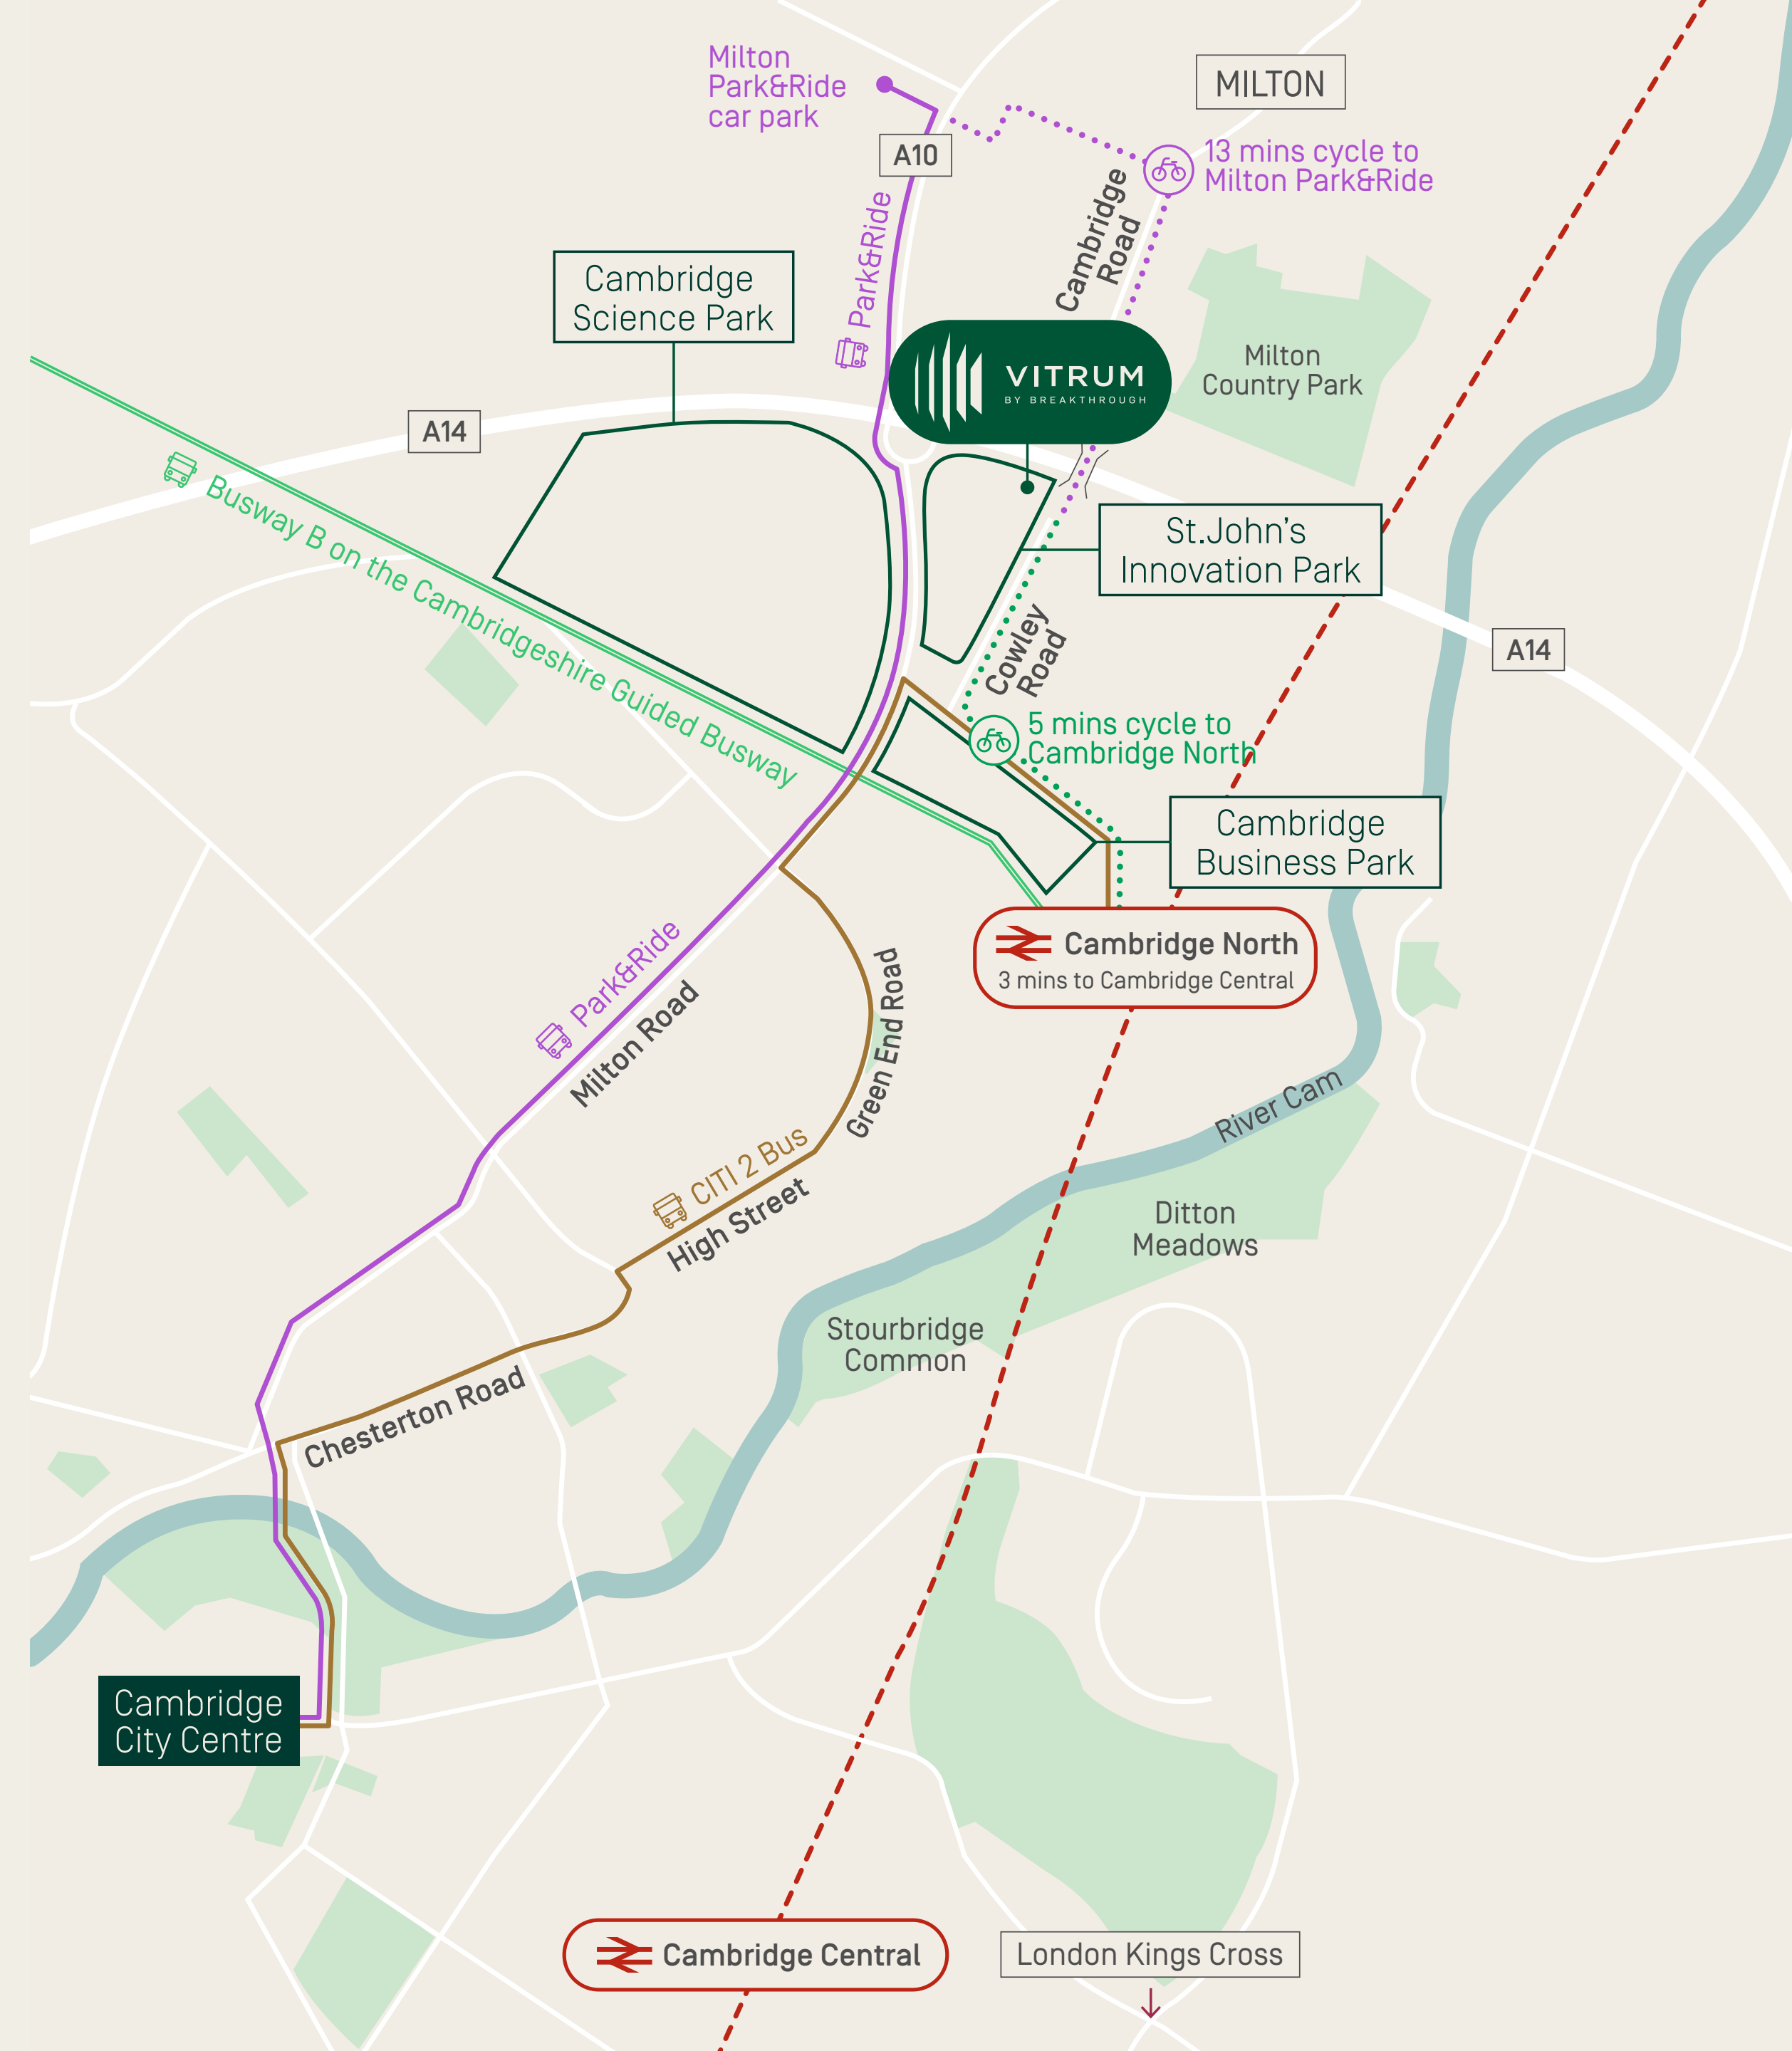 Milton
Park&Ride
car park
MILTON
A10
13 mins cycle to
Milton Park&Ride
Cambridge
Road
Park&Ride
Cambridge
Science Park
VITRUM
BY BREAKTHROUGH
Milton
Country Park
A14
Busway B on the Cambridgeshire Guided Busway
St.John's
Innovation Park
Cowley
Road
A14
5 mins cycle to
Cambridge North
Cambridge
Business Park
Cambridge North
3 mins to Cambridge Central
Park&Ride
Milton Road
Green End Road
River Cam
CITI 2 Bus
High Street
Ditton
Meadows
Stourbridge
Common
Chesterton Road
Cambridge
City Centre
Cambridge Central
London Kings Cross